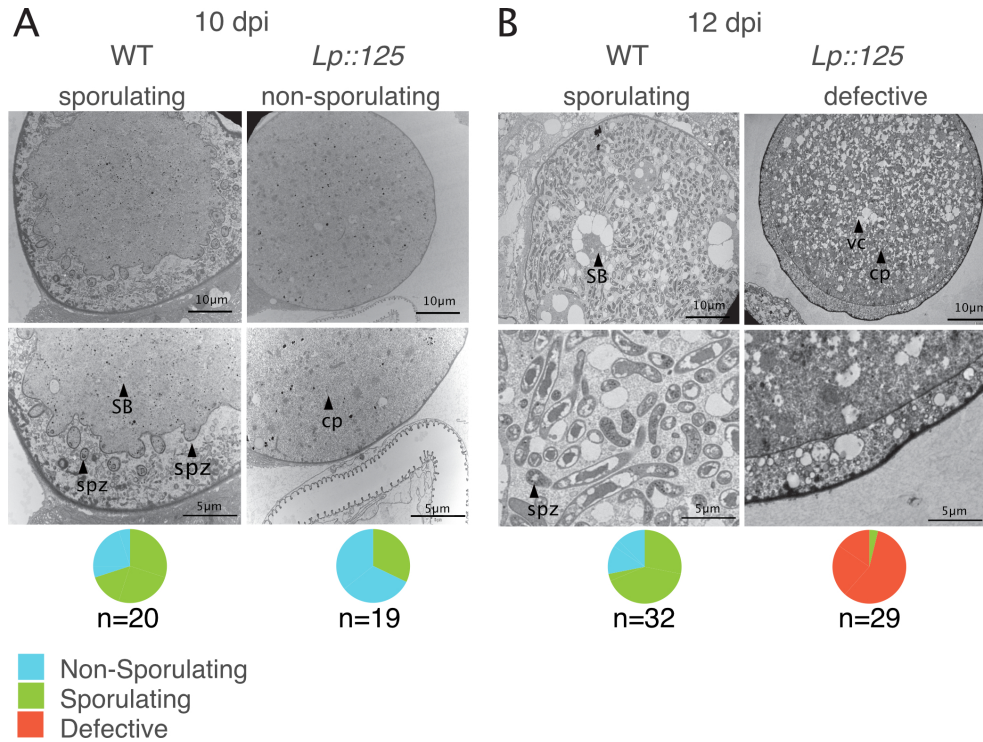 A
10 dpi
WT
Lp::125
sporulating
non-sporulating
10µm
10µm
SB
spz
spz
5µm
cp
5µm
n=20
n=19
B
12 dpi
WT
Lp::125
sporulating
defective
SB
10µm
vc
cp
10µm
spz
5µm
5µm
n=32
n=29
Non-Sporulating
Sporulating
Defective